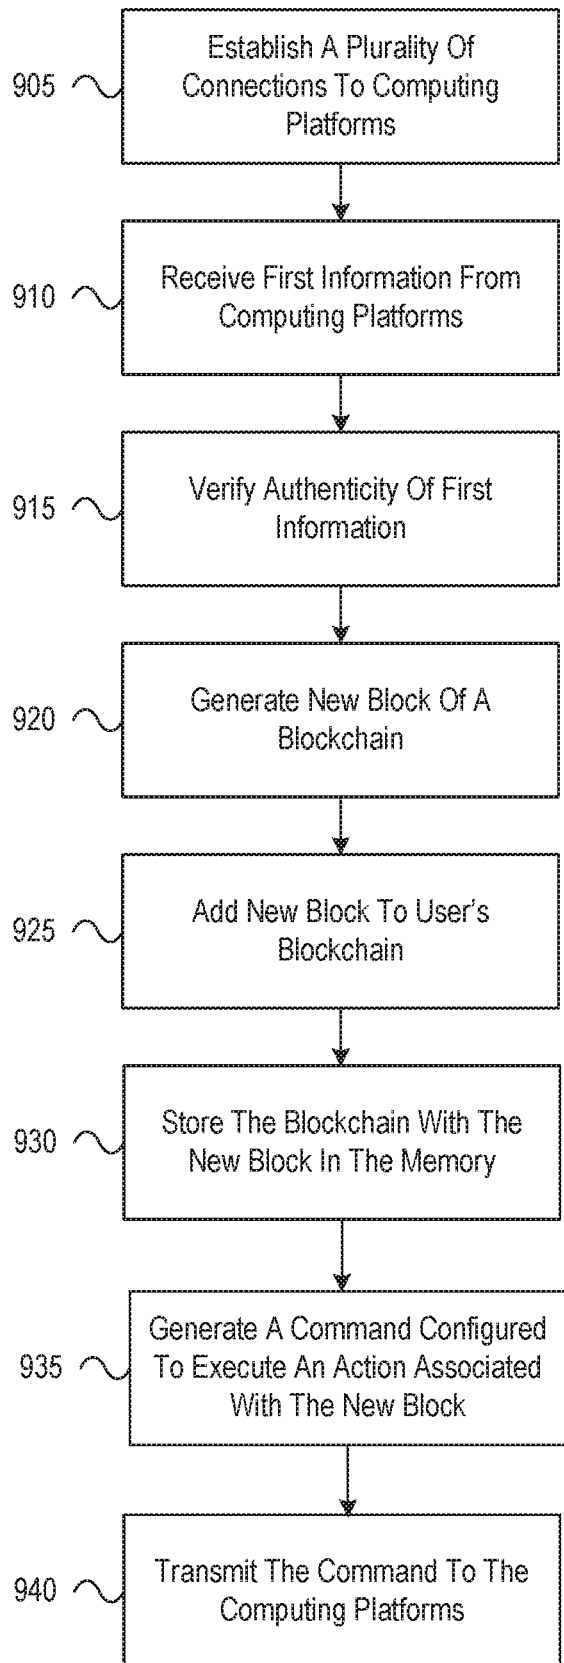 905
Establish A Plurality Of
Connections To Computing
Platforms
910
Receive First Information From
Computing Platforms
915
Verify Authenticity Of First
Information
920
Generate New Block Of A
Blockchain
925
Add New Block To User's
Blockchain
930
Store The Blockchain With The
New Block In The Memory
935
Generate A Command Configured
To Execute An Action Associated
With The New Block
940
Transmit The Command To The
Computing Platforms